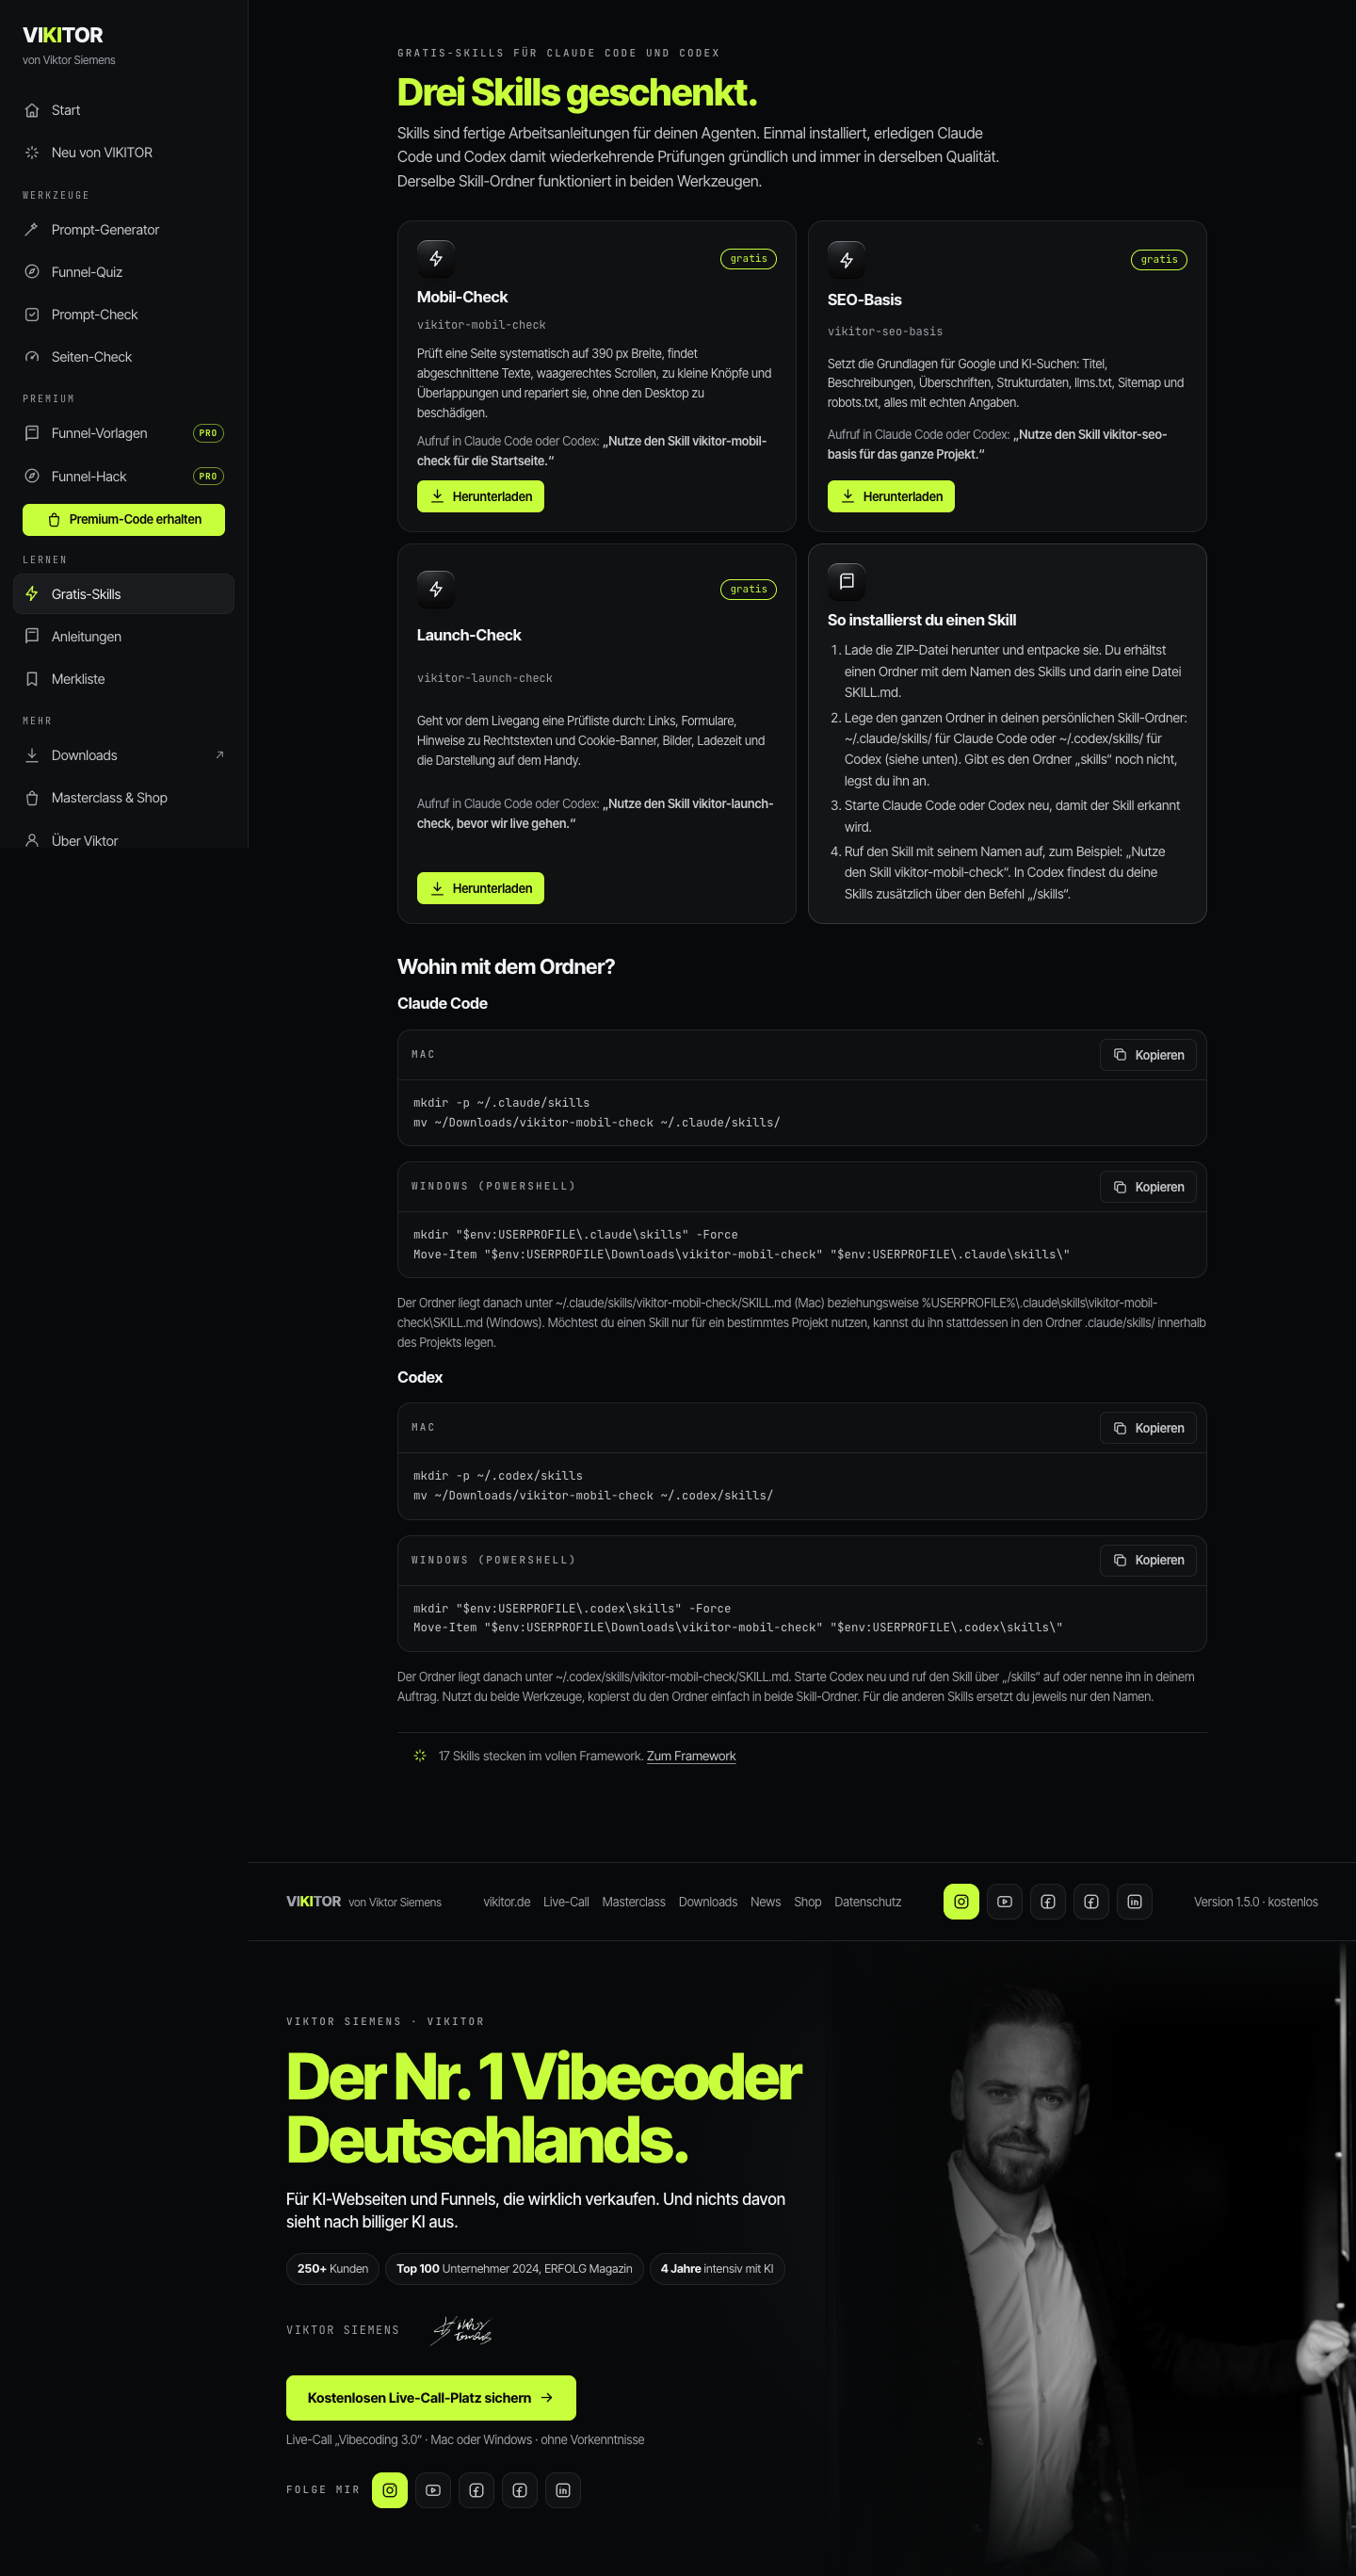 VIKITOR
von Viktor Siemens
Start
Neu von VIKITOR
WERKZEUGE
Prompt-Generator
Funnel-Quiz
Prompt-Check
Seiten-Check
PREMIUM
Funnel-Vorlagen PRO
Funnel-Hack PRO
Premium-Code erhalten
LERNEN
Gratis-Skills
Anleitungen
Merkliste
MEHR
Downloads
Masterclass & Shop
Über Viktor
GRATIS-SKILLS FÜR CLAUDE CODE UND CODEX
Drei Skills geschenkt.
Skills sind fertige Arbeitsanleitungen für deinen Agenten. Einmal installiert, erledigen Claude
Code und Codex damit wiederkehrende Prüfungen gründlich und immer in derselben Qualität.
Derselbe Skill-Ordner funktioniert in beiden Werkzeugen.
gratis
Mobil-Check
vikitor-mobil-check
Prüft eine Seite systematisch auf 390 px Breite, findet
abgeschnittene Texte, waagerechtes Scrollen, zu kleine Knöpfe und
Überlappungen und repariert sie, ohne den Desktop zu
beschädigen.
Aufruf in Claude Code oder Codex: „Nutze den Skill vikitor-mobil-
check für die Startseite.“
Herunterladen
gratis
SEO-Basis
vikitor-seo-basis
Setzt die Grundlagen für Google und KI-Suchen: Titel,
Beschreibungen, Überschriften, Strukturdaten, llms.txt, Sitemap und
robots.txt, alles mit echten Angaben.
Aufruf in Claude Code oder Codex: „Nutze den Skill vikitor-seo-
basis für das ganze Projekt.“
Herunterladen
gratis
Launch-Check
vikitor-launch-check
Geht vor dem Livegang eine Prüfliste durch: Links, Formulare,
Hinweise zu Rechtstexten und Cookie-Banner, Bilder, Ladezeit und
die Darstellung auf dem Handy.
Aufruf in Claude Code oder Codex: „Nutze den Skill vikitor-launch-
check, bevor wir live gehen.“
Herunterladen
So installierst du einen Skill
1. Lade die ZIP-Datei herunter und entpacke sie. Du erhältst
einen Ordner mit dem Namen des Skills und darin eine Datei
SKILL.md.
2. Lege den ganzen Ordner in deinen persönlichen Skill-Ordner:
~/.claude/skills/ für Claude Code oder ~/.codex/skills/ für
Codex (siehe unten). Gibt es den Ordner „skills“ noch nicht,
legst du ihn an.
3. Starte Claude Code oder Codex neu, damit der Skill erkannt
wird.
4. Ruf den Skill mit seinem Namen auf, zum Beispiel: „Nutze
den Skill vikitor-mobil-check“. In Codex findest du deine
Skills zusätzlich über den Befehl „/skills“.
Wohin mit dem Ordner?
Claude Code
MAC Kopieren
mkdir -p ~/.claude/skills
mv ~/Downloads/vikitor-mobil-check ~/.claude/skills/
WINDOWS (POWERSHELL) Kopieren
mkdir "$env:USERPROFILE\.claude\skills" -Force
Move-Item "$env:USERPROFILE\Downloads\vikitor-mobil-check" "$env:USERPROFILE\.claude\skills\"
Der Ordner liegt danach unter ~/.claude/skills/vikitor-mobil-check/SKILL.md (Mac) beziehungsweise %USERPROFILE%\.claude\skills\vikitor-mobil-
check\SKILL.md (Windows). Möchtest du einen Skill nur für ein bestimmtes Projekt nutzen, kannst du ihn stattdessen in den Ordner .claude/skills/ innerhalb
des Projekts legen.
Codex
MAC Kopieren
mkdir -p ~/.codex/skills
mv ~/Downloads/vikitor-mobil-check ~/.codex/skills/
WINDOWS (POWERSHELL) Kopieren
mkdir "$env:USERPROFILE\.codex\skills" -Force
Move-Item "$env:USERPROFILE\Downloads\vikitor-mobil-check" "$env:USERPROFILE\.codex\skills\"
Der Ordner liegt danach unter ~/.codex/skills/vikitor-mobil-check/SKILL.md. Starte Codex neu und ruf den Skill über „/skills“ auf oder nenne ihn in deinem
Auftrag. Nutzt du beide Werkzeuge, kopierst du den Ordner einfach in beide Skill-Ordner. Für die anderen Skills ersetzt du jeweils nur den Namen.
17 Skills stecken im vollen Framework. Zum Framework
VIKITOR von Viktor Siemens vikitor.de Live-Call Masterclass Downloads News Shop Datenschutz Version 1.5.0 · kostenlos
VIKTOR SIEMENS · VIKITOR
Der Nr. 1 Vibecoder
Deutschlands.
Für KI-Webseiten und Funnels, die wirklich verkaufen. Und nichts davon
sieht nach billiger KI aus.
250+ Kunden Top 100 Unternehmer 2024, ERFOLG Magazin 4 Jahre intensiv mit KI
VIKTOR SIEMENS
Kostenlosen Live-Call-Platz sichern →
Live-Call „Vibecoding 3.0“ · Mac oder Windows · ohne Vorkenntnisse
FOLGE MIR